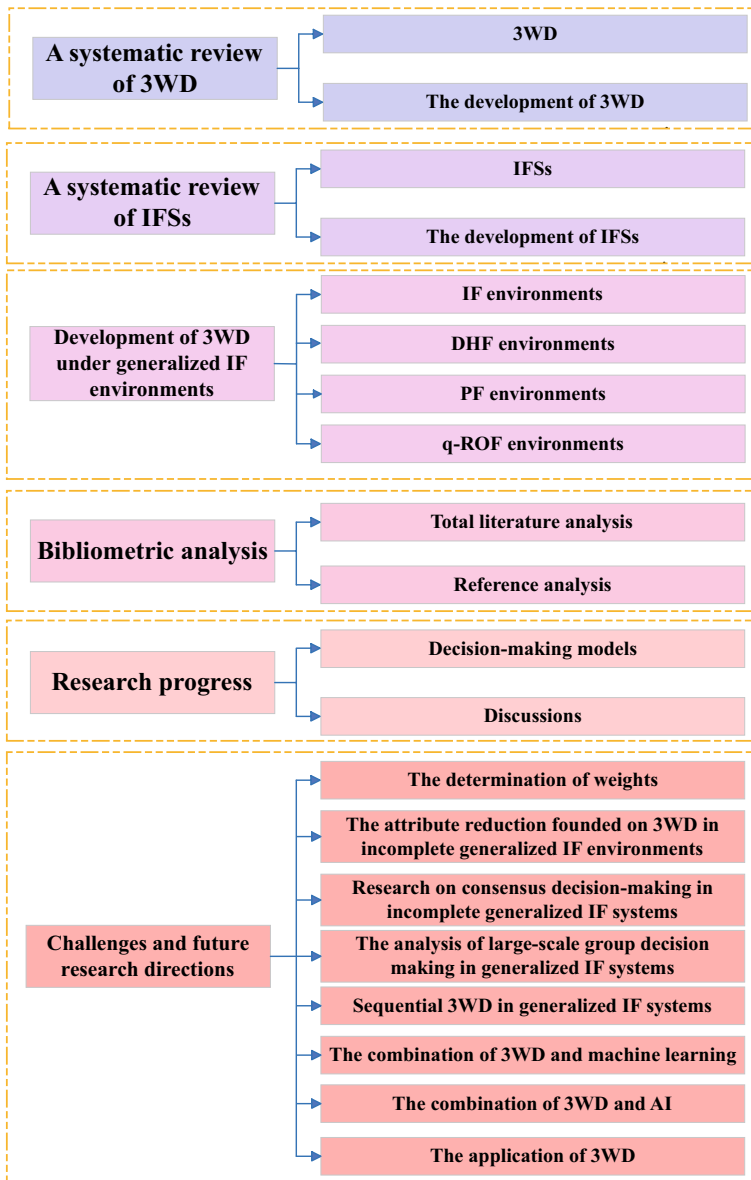 A systematic review
of 3WD
3WD
The development of 3WD
A systematic review
of IFSs
IFSs
The development of IFSs
Development of 3WD
under generalized IF
environments
IF environments
DHF environments
PF environments
q-ROF environments
Bibliometric analysis
Total literature analysis
Reference analysis
Research progress
Decision-making models
Discussions
Challenges and future
research directions
The determination of weights
The attribute reduction founded on 3WD in
incomplete generalized IF environments
Research on consensus decision-making in
incomplete generalized IF systems
The analysis of large-scale group decision
making in generalized IF systems
Sequential 3WD in generalized IF systems
The combination of 3WD and machine learning
The combination of 3WD and AI
The application of 3WD